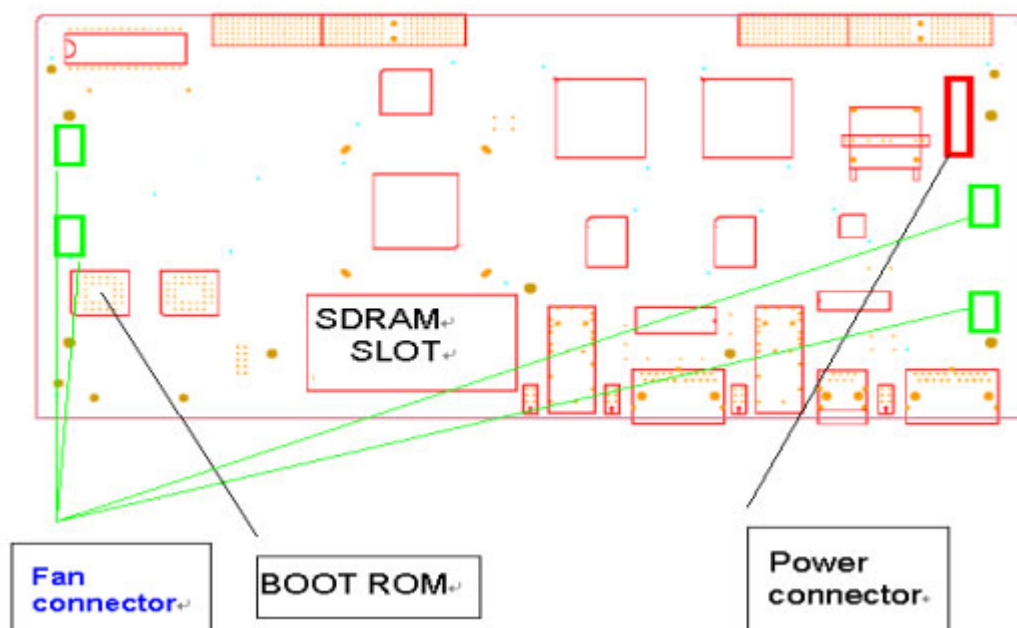 SDRAM↵
SLOT↵
Fan
connector↵
BOOT ROM↵
Power
connector↵